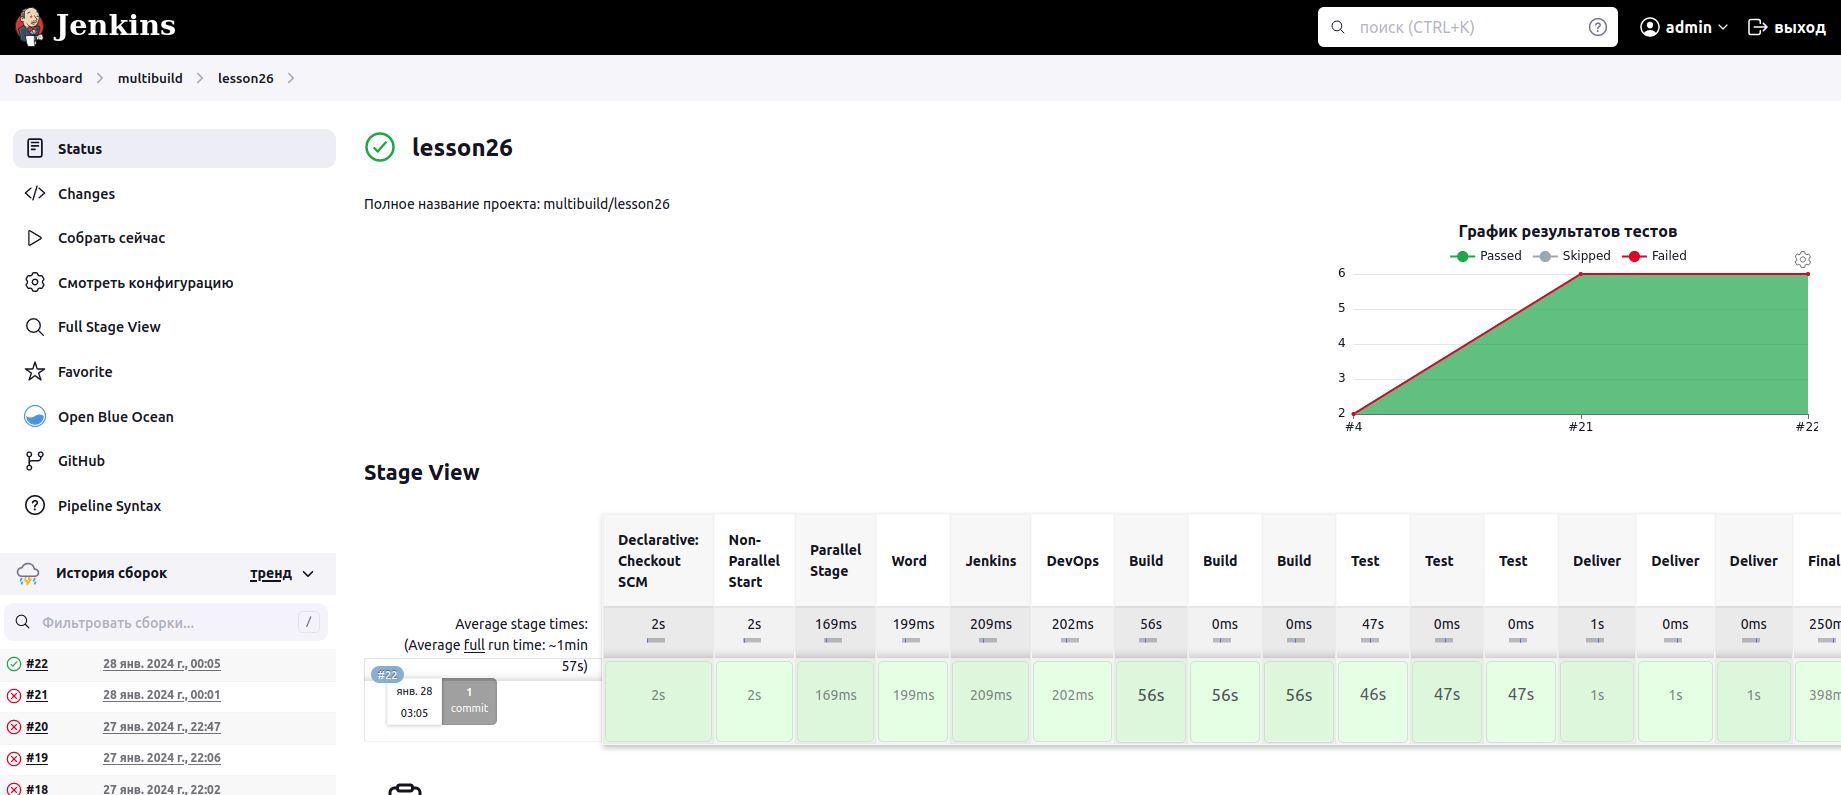 Jenkins
поиск (CTRL+K)
admin
выход
Dashboard
multibuild
lesson26
Status
Changes
Собрать сейчас
Смотреть конфигурацию
Full Stage View
Favorite
Open Blue Ocean
GitHub
Pipeline Syntax
История сборок
тренд
Фильтровать сборки...
/
#22 28 янв. 2024 г., 00:05
#21 28 янв. 2024 г., 00:01
#20 27 янв. 2024 г., 22:47
#19 27 янв. 2024 г., 22:06
#18 27 янв. 2024 г., 22:02
lesson26
Полное название проекта: multibuild/lesson26
График результатов тестов
Passed Skipped Failed
6
5
4
3
2
#4 #21 #22
Stage View
Declarative: Checkout SCM
Non-Parallel Start
Parallel Stage
Word
Jenkins
DevOps
Build
Build
Build
Test
Test
Test
Deliver
Deliver
Deliver
Final
Average stage times:
(Average full run time: ~1min
57s)
2s 2s 169ms 199ms 209ms 202ms 56s 0ms 0ms 47s 0ms 0ms 1s 0ms 0ms 250m
#22
янв. 28
03:05
1
commit
2s 2s 169ms 199ms 209ms 202ms 56s 56s 56s 46s 47s 47s 1s 1s 1s 398m